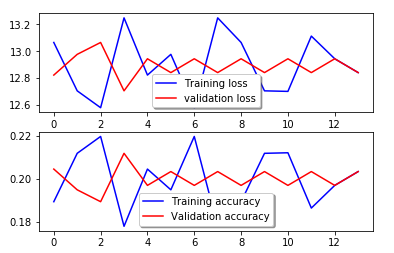 13.2
13.0
12.8
12.6
Training loss
validation loss
0 2 4 6 8 10 12
0.22
0.20
0.18
Training accuracy
Validation accuracy
0 2 4 6 8 10 12